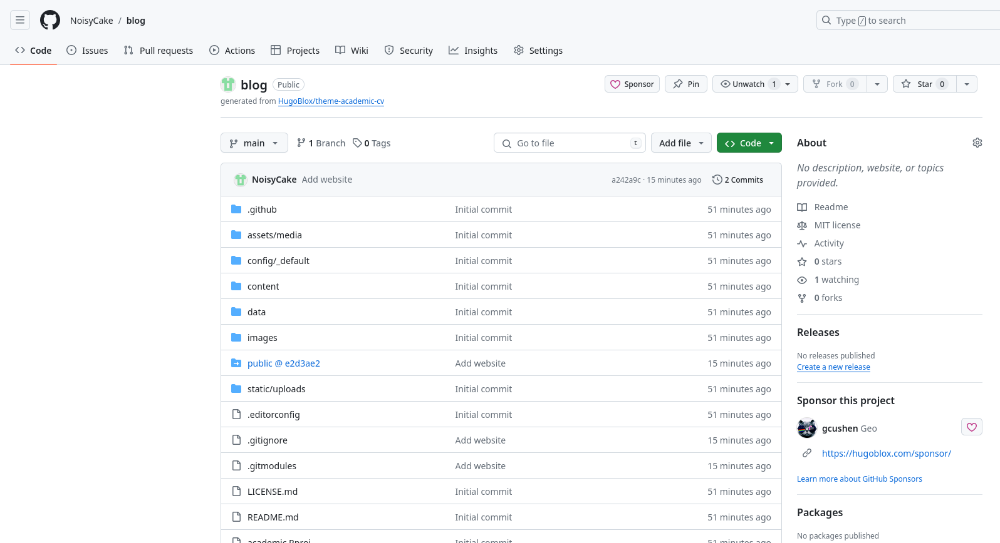 NoisyCake / blog
Type / to search
Code Issues Pull requests Actions Projects Wiki Security Insights Settings
blog Public
Sponsor Pin Unwatch 1 Fork 0 Star 0
generated from HugoBlox/theme-academic-cv
main 1 Branch 0 Tags
Go to file t Add file Code
NoisyCake Add website a242a9c · 15 minutes ago 2 Commits
.github Initial commit 51 minutes ago
assets/media Initial commit 51 minutes ago
config/_default Initial commit 51 minutes ago
content Initial commit 51 minutes ago
data Initial commit 51 minutes ago
images Initial commit 51 minutes ago
public @ e2d3ae2 Add website 15 minutes ago
static/uploads Initial commit 51 minutes ago
.editorconfig Initial commit 51 minutes ago
.gitignore Add website 15 minutes ago
.gitmodules Add website 15 minutes ago
LICENSE.md Initial commit 51 minutes ago
README.md Initial commit 51 minutes ago
academic.Rproj Initial commit 51 minutes ago
About
No description, website, or topics
provided.
Readme
MIT license
Activity
0 stars
1 watching
0 forks
Releases
No releases published
Create a new release
Sponsor this project
gcushen Geo
https://hugoblox.com/sponsor/
Learn more about GitHub Sponsors
Packages
No packages published